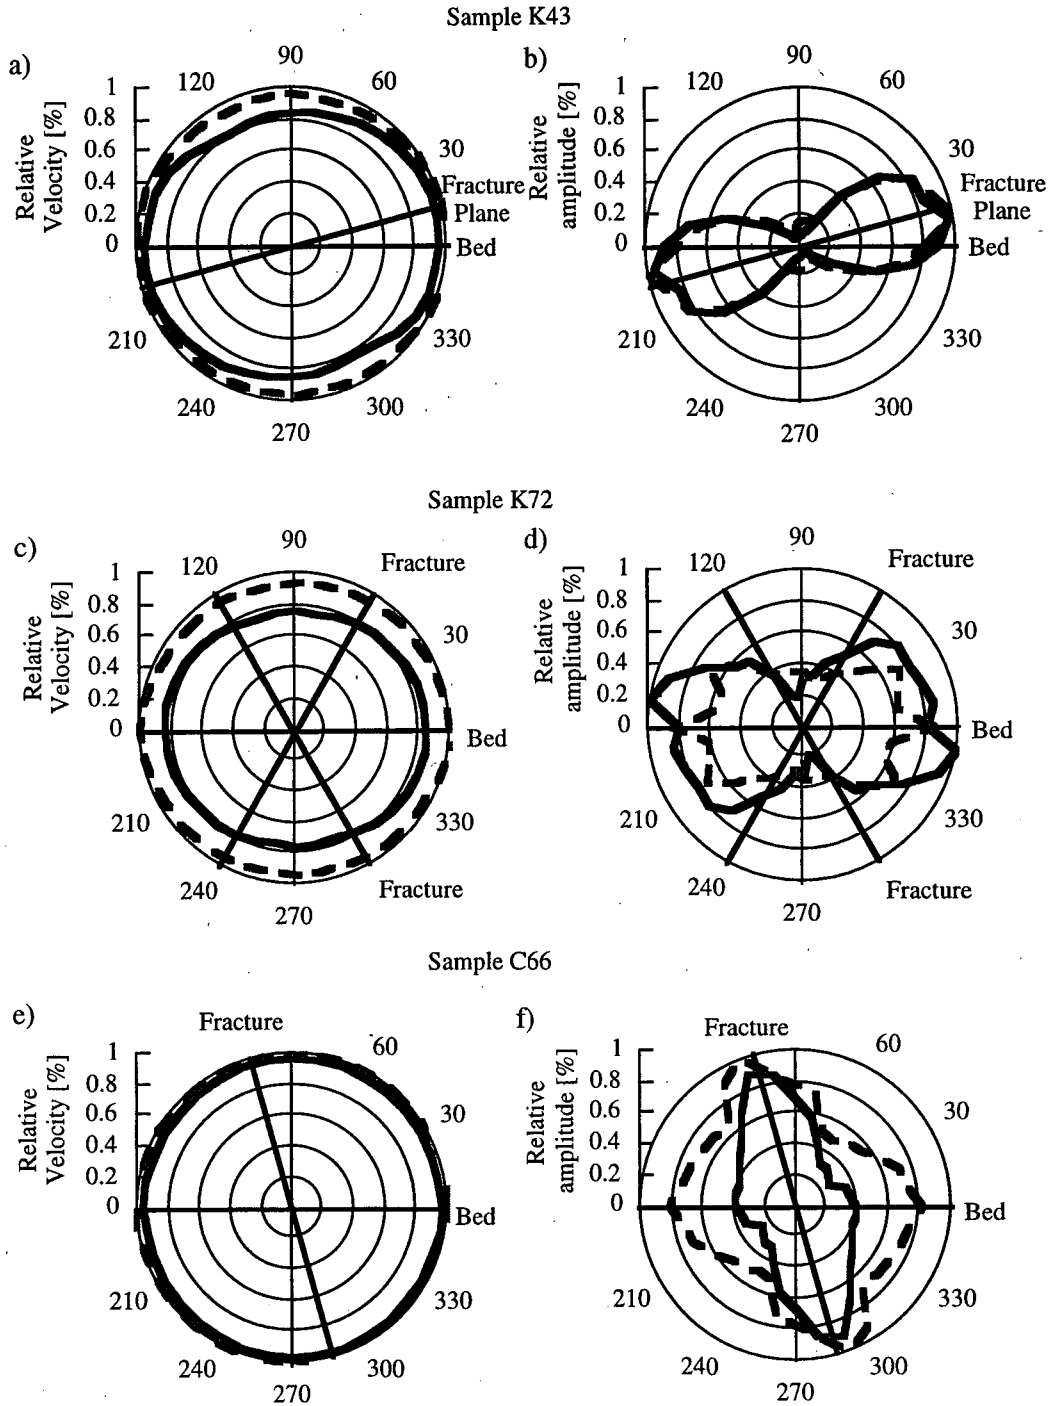 Sample K43
a)
90
120
60
1
0.8
0.6
0.4
0.2
0
Relative
Velocity [%]
30
Fracture
Plane
Bed
210
330
240
300
270
b)
90
120
60
1
0.8
0.6
0.4
0.2
0
Relative
amplitude [%]
30
Fracture
Plane
Bed
210
330
240
300
270
Sample K72
c)
90
120
Fracture
1
0.8
0.6
0.4
0.2
0
Relative
Velocity [%]
30
Bed
210
330
240
Fracture
270
d)
90
120
Fracture
1
0.8
0.6
0.4
0.2
0
Relative
amplitude [%]
30
Bed
210
330
240
Fracture
270
Sample C66
e)
Fracture
60
1
0.8
0.6
0.4
0.2
0
Relative
Velocity [%]
30
Bed
210
330
240
300
270
f)
Fracture
60
1
0.8
0.6
0.4
0.2
0
Relative
amplitude [%]
30
Bed
210
330
240
300
270